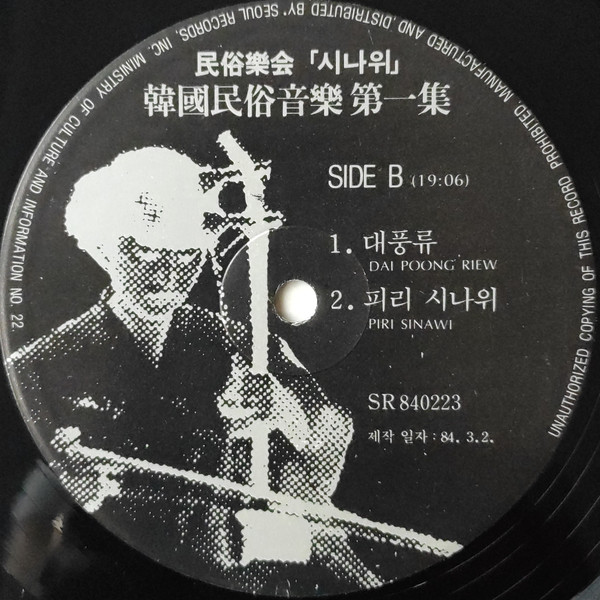 民俗樂会「시나위」
韓國民俗音樂 第一集
SIDE B (19:06)
1. 대풍류
DAI POONG RIEW
2. 피리 시나위
PIRI SINAWI
SR 840223
제작 일자 : 84. 3. 2.
UNAUTHORIZED COPYING OF THIS RECORD PROHIBITED. MANUFACTURED AND DISTRIBUTED BY SEOUL RECORDS, INC. MINISTRY OF CULTURE AND INFORMATION NO. 22